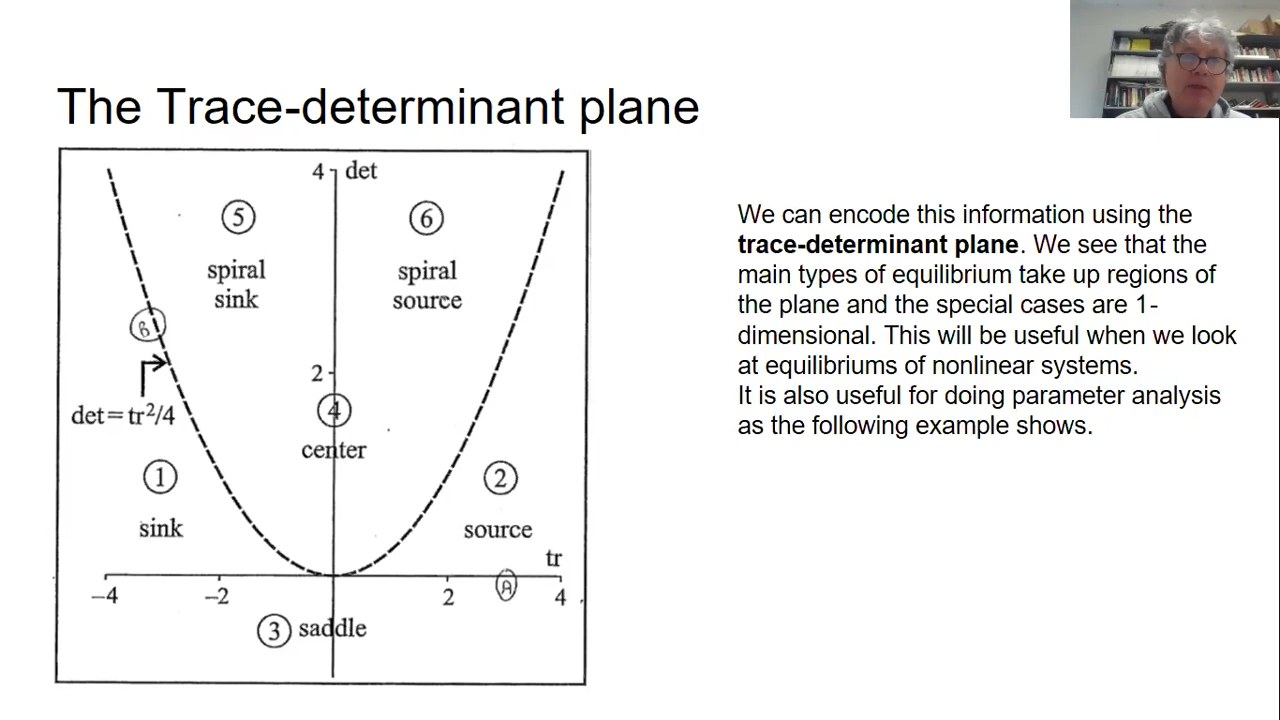 The Trace-determinant plane
4 det
5 6
spiral spiral
sink source
B
2
det=tr²/4
4
center
1 2
sink source
tr
−4 −2 2 A 4
3 saddle
We can encode this information using the
trace-determinant plane. We see that the
main types of equilibrium take up regions of
the plane and the special cases are 1-
dimensional. This will be useful when we look
at equilibriums of nonlinear systems.
It is also useful for doing parameter analysis
as the following example shows.